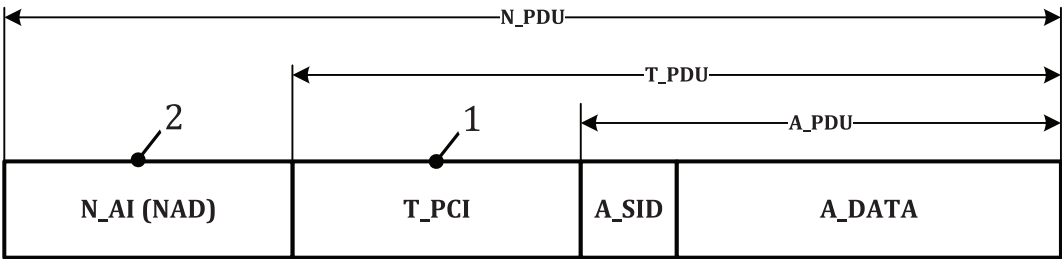 N_PDU
T_PDU
A_PDU
2
1
N_AI (NAD) T_PCI A_SID A_DATA